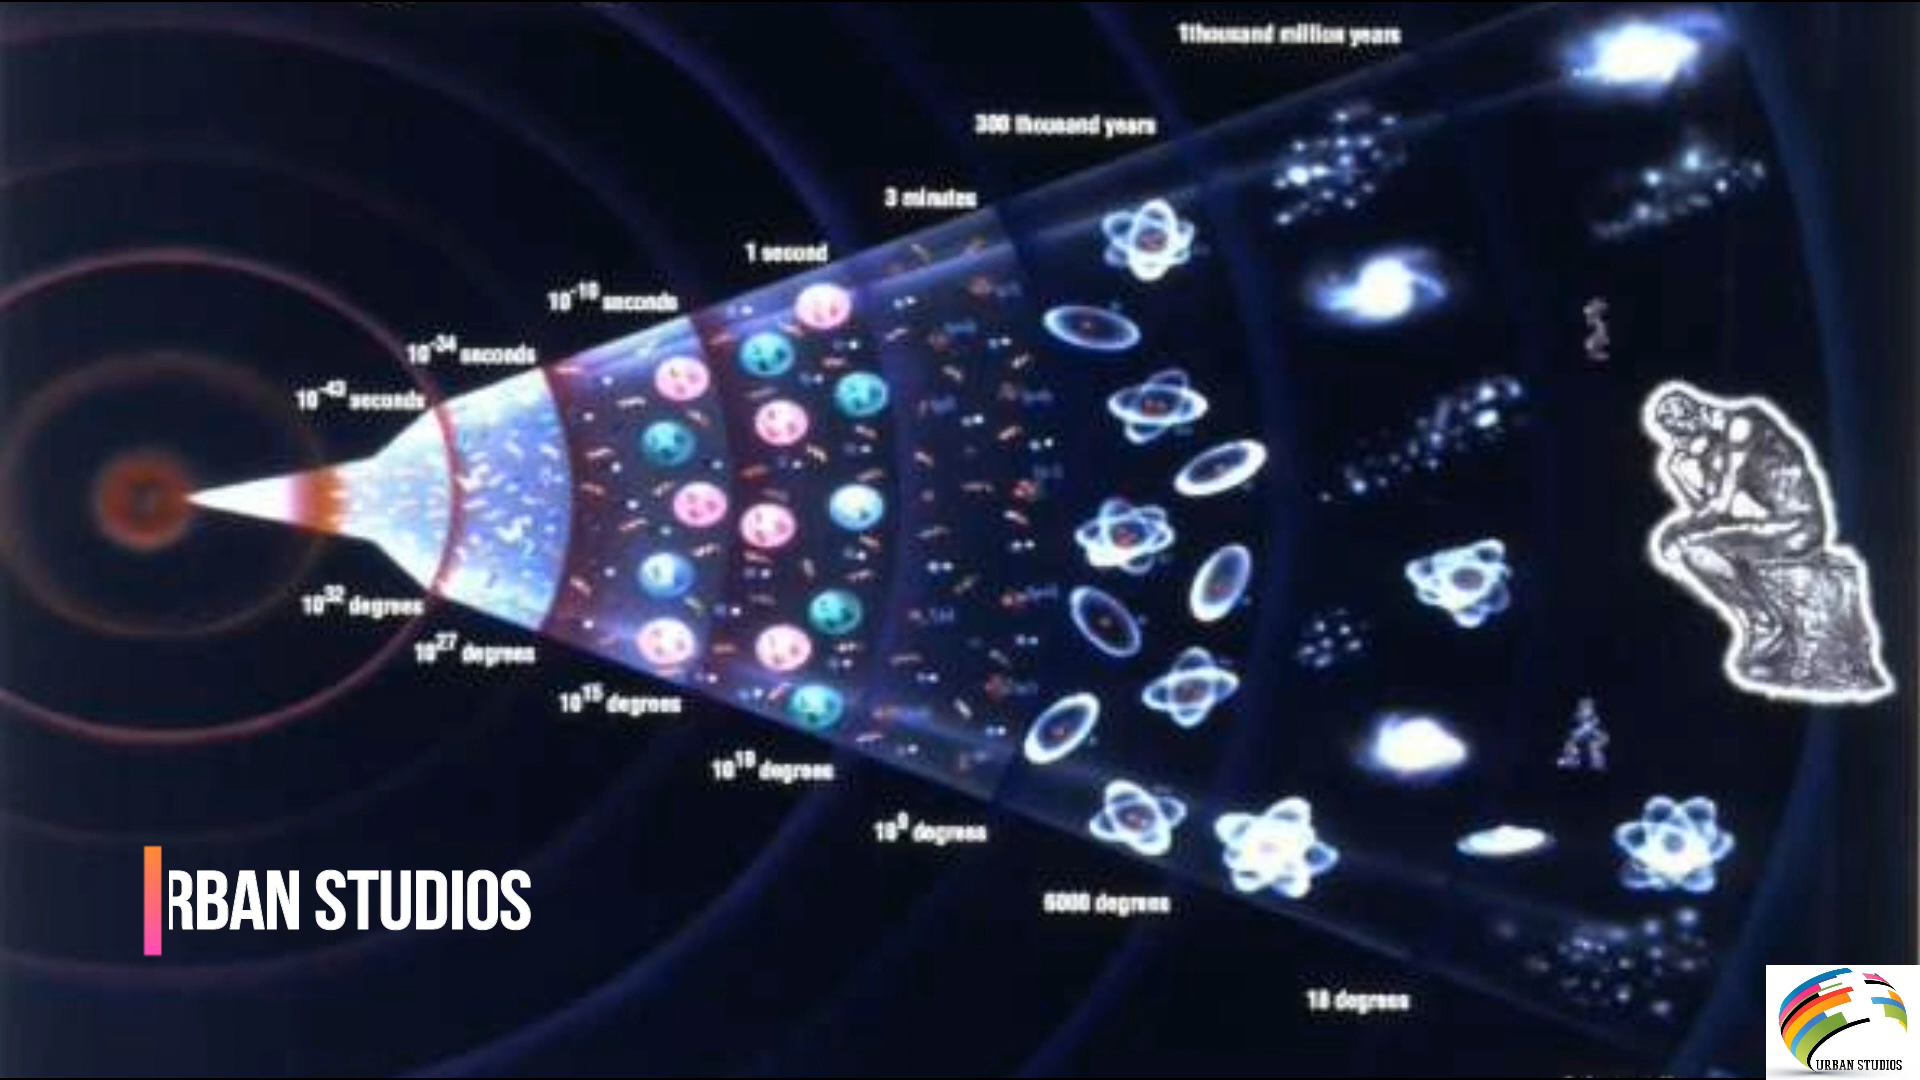 1thousand million years
300 thousand years
3 minutes
1 second
10⁻¹⁰ seconds
10⁻³⁴ seconds
10⁻⁴³ seconds
10³² degrees
10²⁷ degrees
10¹⁵ degrees
10¹⁰ degrees
10⁹ degrees
6000 degrees
18 degrees
RBAN STUDIOS
URBAN STUDIOS